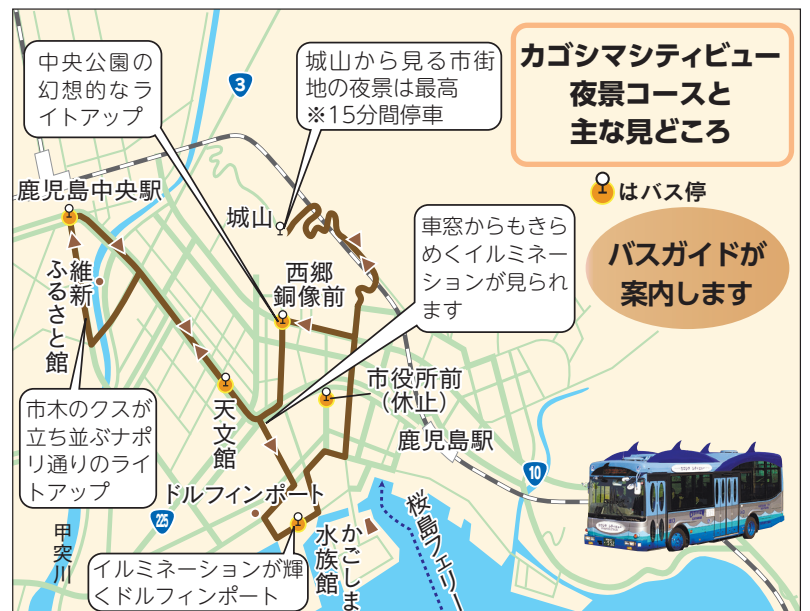 カゴシマシティビュー
夜景コースと
主な見どころ
はバス停
バスガイドが
案内します
中央公園の
幻想的なラ
イトアップ
城山から見る市街
地の夜景は最高
※15分間停車
3
鹿児島中央駅
城山
車窓からもきら
めくイルミネー
ションが見られ
ます
維新
ふるさと館
西郷
銅像前
市役所前
(休止)
天文館
鹿児島駅
市木のクスが
立ち並ぶナポ
リ通りのライ
トアップ
10
ドルフィンポート
225
甲突川
かごしま
水族館
桜島フェリー
イルミネーションが輝
くドルフィンポート